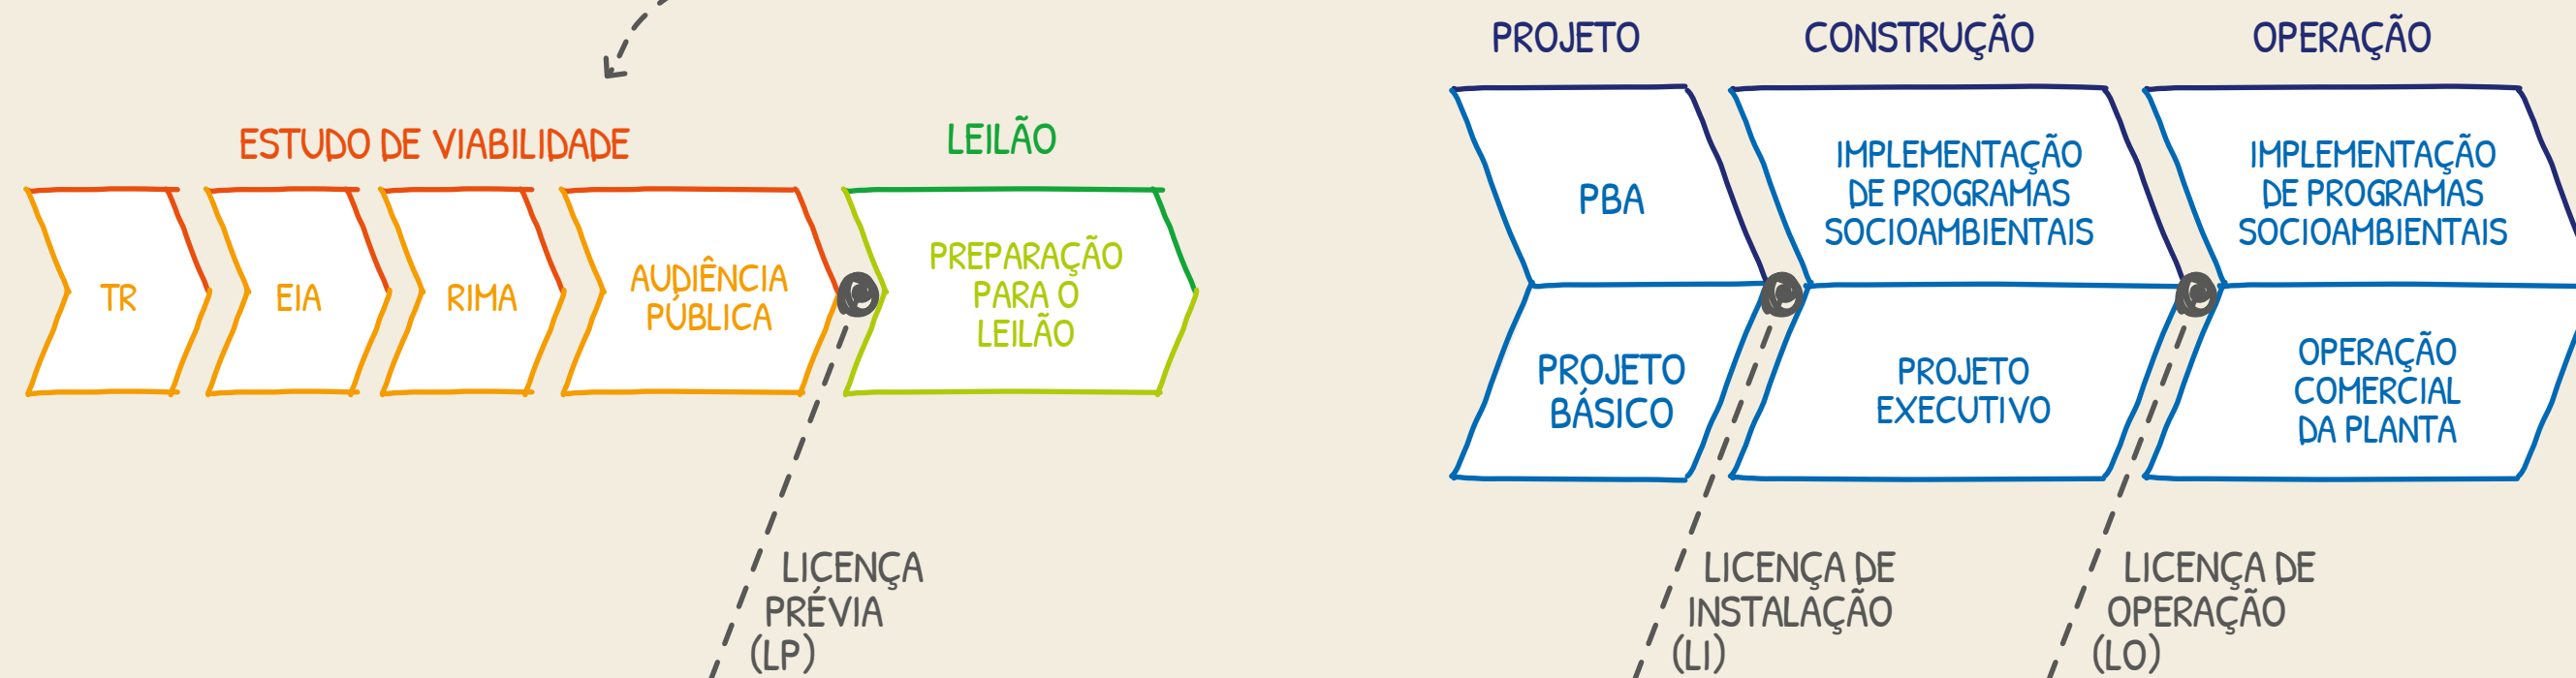 ESTUDO DE VIABILIDADE
TR
EIA
RIMA
AUDIÊNCIA
PÚBLICA
LEILÃO
PREPARAÇÃO
PARA O
LEILÃO
LICENÇA
PRÉVIA
(LP)
PROJETO
PBA
PROJETO
BÁSICO
CONSTRUÇÃO
IMPLEMENTAÇÃO
DE PROGRAMAS
SOCIOAMBIENTAIS
PROJETO
EXECUTIVO
LICENÇA DE
INSTALAÇÃO
(LI)
OPERAÇÃO
IMPLEMENTAÇÃO
DE PROGRAMAS
SOCIOAMBIENTAIS
OPERAÇÃO
COMERCIAL
DA PLANTA
LICENÇA DE
OPERAÇÃO
(LO)